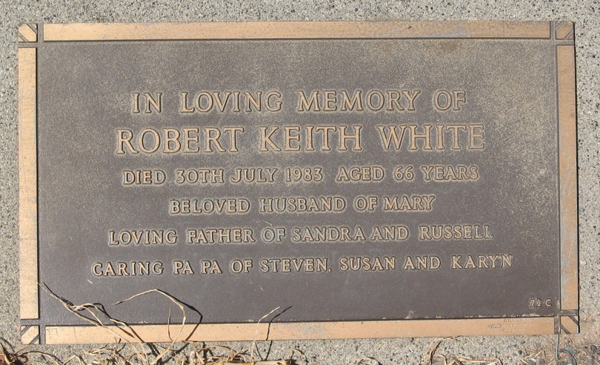 IN LOVING MEMORY OF
ROBERT KEITH WHITE
DIED 30TH JULY 1983 AGED 66 YEARS
BELOVED HUSBAND OF MARY
LOVING FATHER OF SANDRA AND RUSSELL
CARING PA PA OF STEVEN, SUSAN AND KARYN